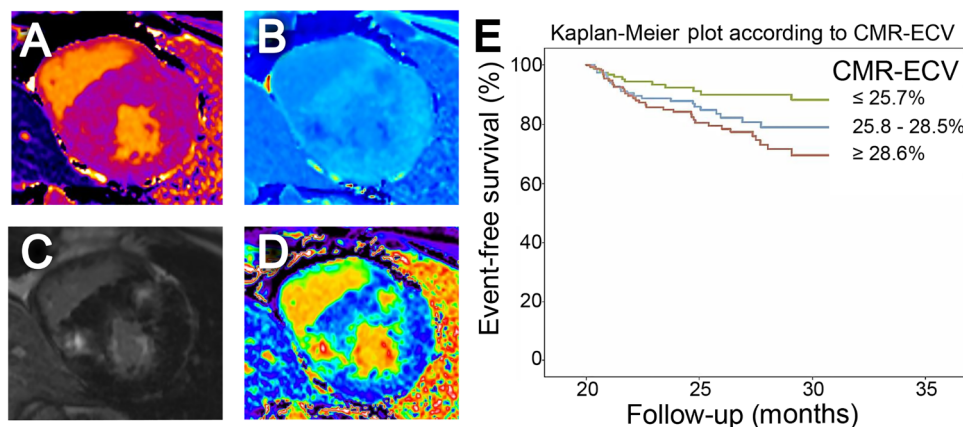 A
B
C
D
E
Kaplan-Meier plot according to CMR-ECV
CMR-ECV
≤ 25.7%
25.8 - 28.5%
≥ 28.6%
Event-free survival (%)
100
80
60
40
20
0
20 25 30 35
Follow-up (months)